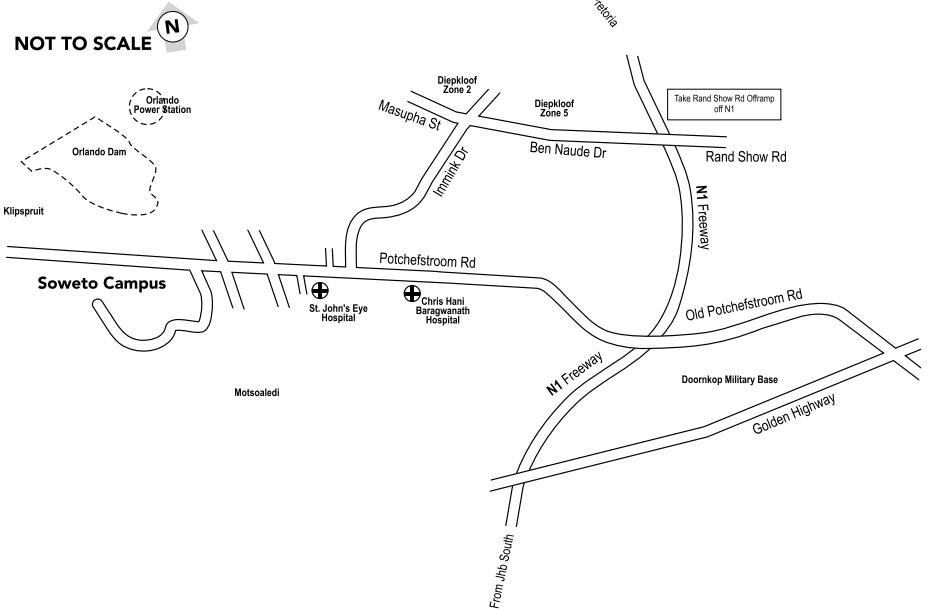 retoria
N
NOT TO SCALE
Diepkloof
Zone 2
Orlando
Power Station
Masupha St
Diepkloof
Zone 5
Take Rand Show Rd Offramp
off N1
Orlando Dam
Ben Naude Dr
Rand Show Rd
Immink Dr
Klipspruit
N1 Freeway
Potchefstroom Rd
Soweto Campus
St. John's Eye
Hospital
Chris Hani
Baragwanath
Hospital
Old Potchefstroom Rd
N1 Freeway
Doornkop Military Base
Motsoaledi
Golden Highway
From Jhb South